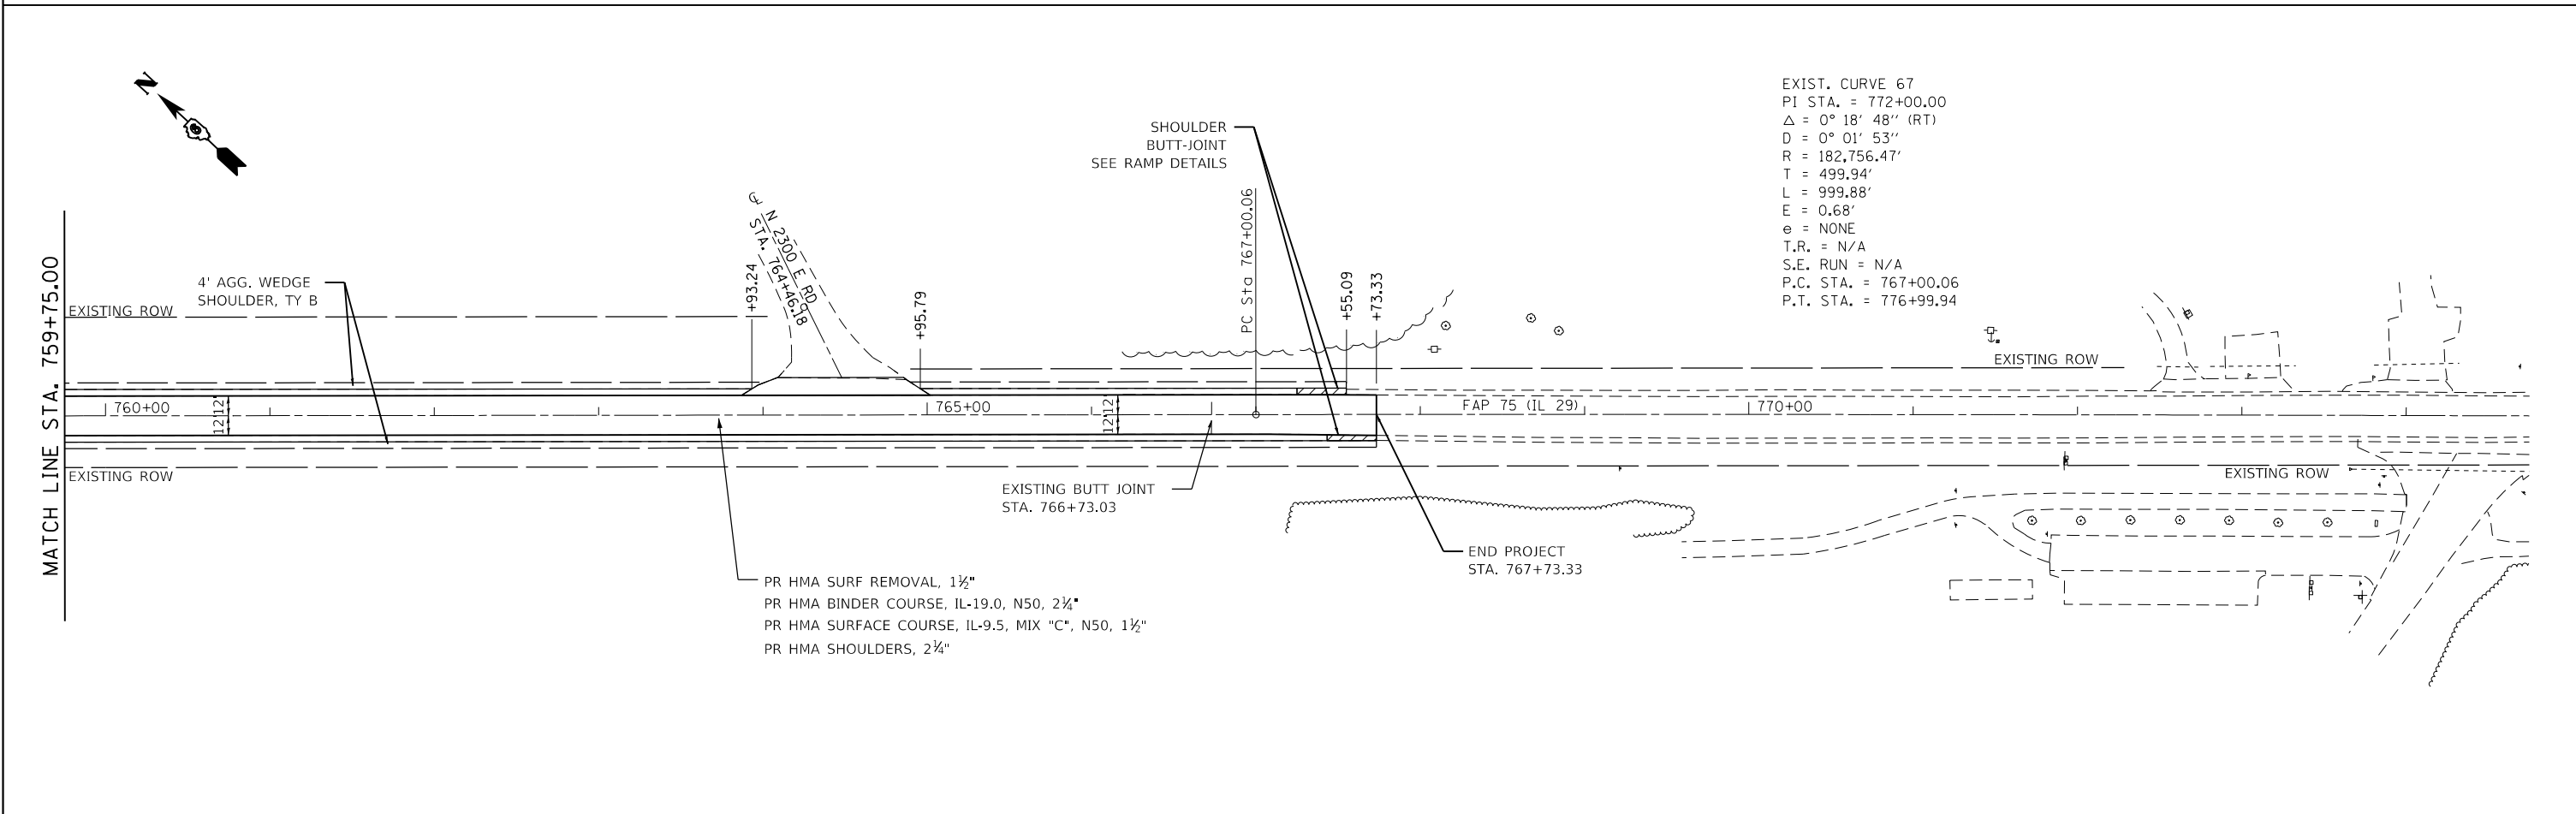 N
EXIST. CURVE 67
PI STA. = 772+00.00
△ = 0° 18' 48'' (RT)
D = 0° 01' 53''
R = 182,756.47'
T = 499.94'
L = 999.88'
E = 0.68'
e = NONE
T.R. = N/A
S.E. RUN = N/A
P.C. STA. = 767+00.06
P.T. STA. = 776+99.94
SHOULDER
BUTT-JOINT
SEE RAMP DETAILS
MATCH LINE STA. 759+75.00
4' AGG. WEDGE
SHOULDER, TY B
EXISTING ROW
℄ N 2300 E RD
STA. 764+46.18
+93.24
+95.79
PC Sta 767+00.06
+55.09
+73.33
EXISTING ROW
760+00
12'
12'
765+00
12'
12'
FAP 75 (IL 29)
770+00
EXISTING ROW
EXISTING ROW
EXISTING BUTT JOINT
STA. 766+73.03
END PROJECT
STA. 767+73.33
PR HMA SURF REMOVAL, 1½"
PR HMA BINDER COURSE, IL-19.0, N50, 2¼"
PR HMA SURFACE COURSE, IL-9.5, MIX "C", N50, 1½"
PR HMA SHOULDERS, 2¼"